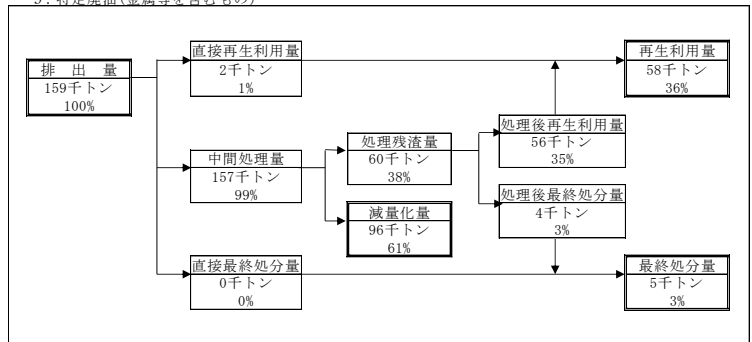 5．特定廃油(金属等を含むもの)
直接再生利用量
2千トン
1%
再生利用量
58千トン
36%
排 出 量
159千トン
100%
処理後再生利用量
56千トン
35%
処理残渣量
60千トン
38%
中間処理量
157千トン
99%
処理後最終処分量
4千トン
3%
減量化量
96千トン
61%
直接最終処分量
0千トン
0%
最終処分量
5千トン
3%